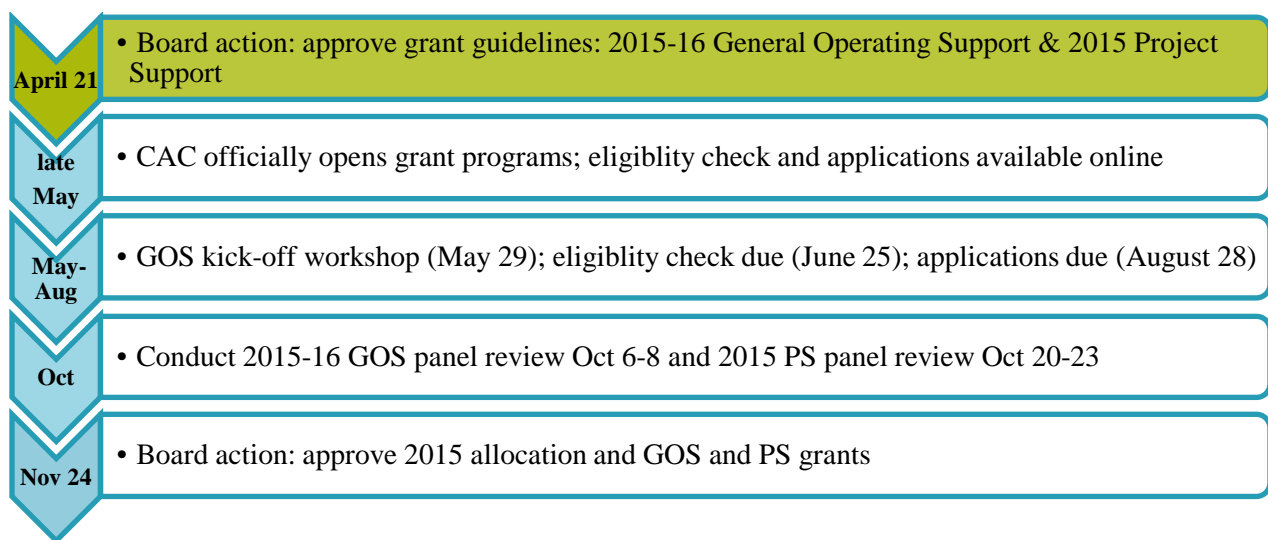 April 21
• Board action: approve grant guidelines: 2015-16 General Operating Support & 2015 Project
Support
late
May
• CAC officially opens grant programs; eligiblity check and applications available online
May-
Aug
• GOS kick-off workshop (May 29); eligiblity check due (June 25); applications due (August 28)
Oct
• Conduct 2015-16 GOS panel review Oct 6-8 and 2015 PS panel review Oct 20-23
Nov 24
• Board action: approve 2015 allocation and GOS and PS grants